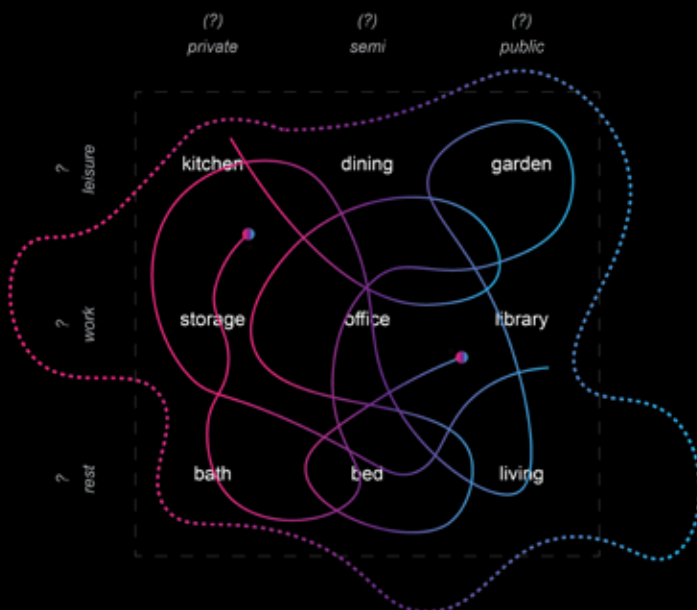 (?) (?) (?)
private semi public
? leisure
kitchen dining garden
? work
storage office library
? rest
bath bed living